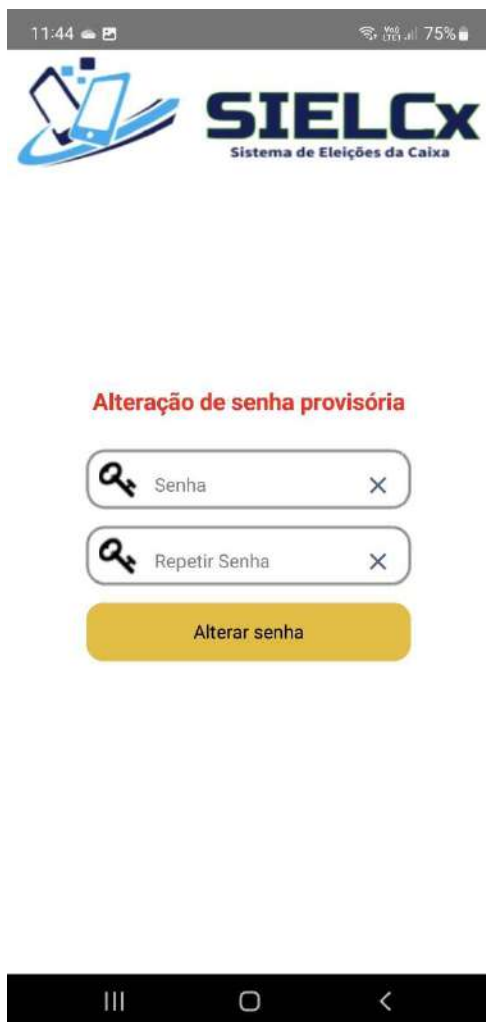 11:44
75%
SIELCx
Sistema de Eleições da Caixa
Alteração de senha provisória
Senha
Repetir Senha
Alterar senha